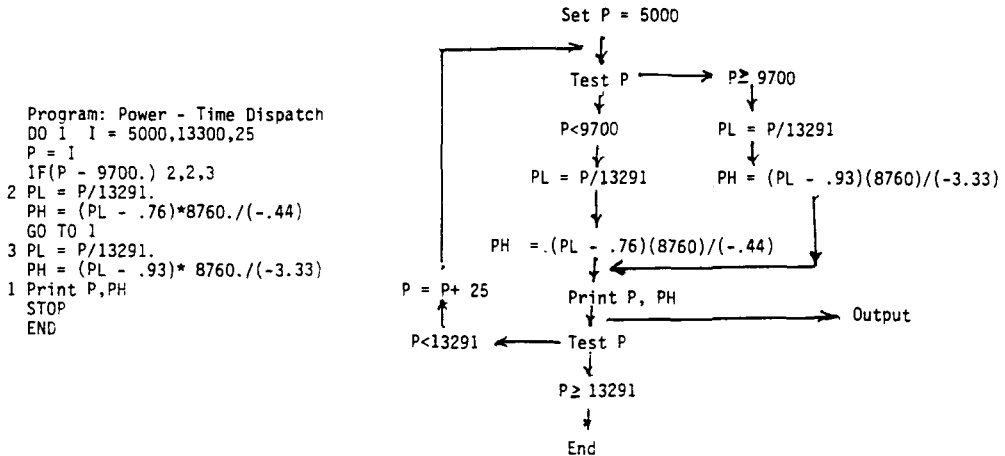 Program: Power - Time Dispatch
DO 1 I = 5000,13300,25
P = I
IF(P - 9700.) 2,2,3
2 PL = P/13291.
PH = (PL - .76)*8760./(-.44)
GO TO 1
3 PL = P/13291.
PH = (PL - .93)* 8760./(-3.33)
1 Print P,PH
STOP
END
Set P = 5000
Test P
P≥ 9700
P<9700
PL = P/13291
PL = P/13291
PH = (PL - .93)(8760)/(-3.33)
PH =.(PL - .76)(8760)/(-.44)
P = P+ 25
Print P, PH
Output
P<13291
Test P
P≥ 13291
End